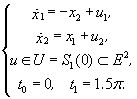 ẋ₁ = −x₂ + u₁,
ẋ₂ = x₁ + u₂,
u ∈ U = S₁(0) ⊂ E²,
t₀ = 0, t₁ = 1.5π.